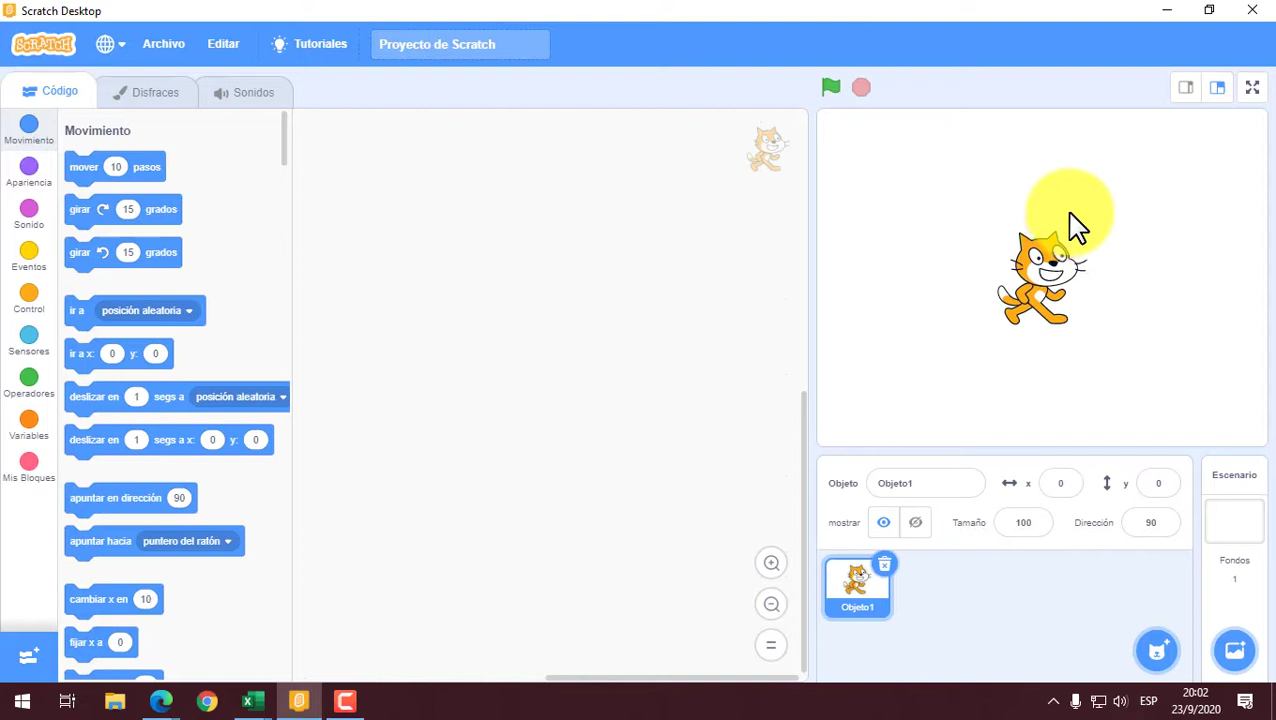 Scratch Desktop
SCRATCH Archivo Editar Tutoriales Proyecto de Scratch
Código Disfraces Sonidos
Movimiento
Apariencia
Sonido
Eventos
Control
Sensores
Operadores
Variables
Mis Bloques
Movimiento
mover 10 pasos
girar 15 grados
girar 15 grados
ir a posición aleatoria
ir a x: 0 y: 0
deslizar en 1 segs a posición aleatoria
deslizar en 1 segs a x: 0 y: 0
apuntar en dirección 90
apuntar hacia puntero del ratón
cambiar x en 10
fijar x a 0
Objeto Objeto1 x 0 y 0
mostrar Tamaño 100 Dirección 90
Objeto1
Escenario
Fondos
1
ESP
20:02
23/9/2020